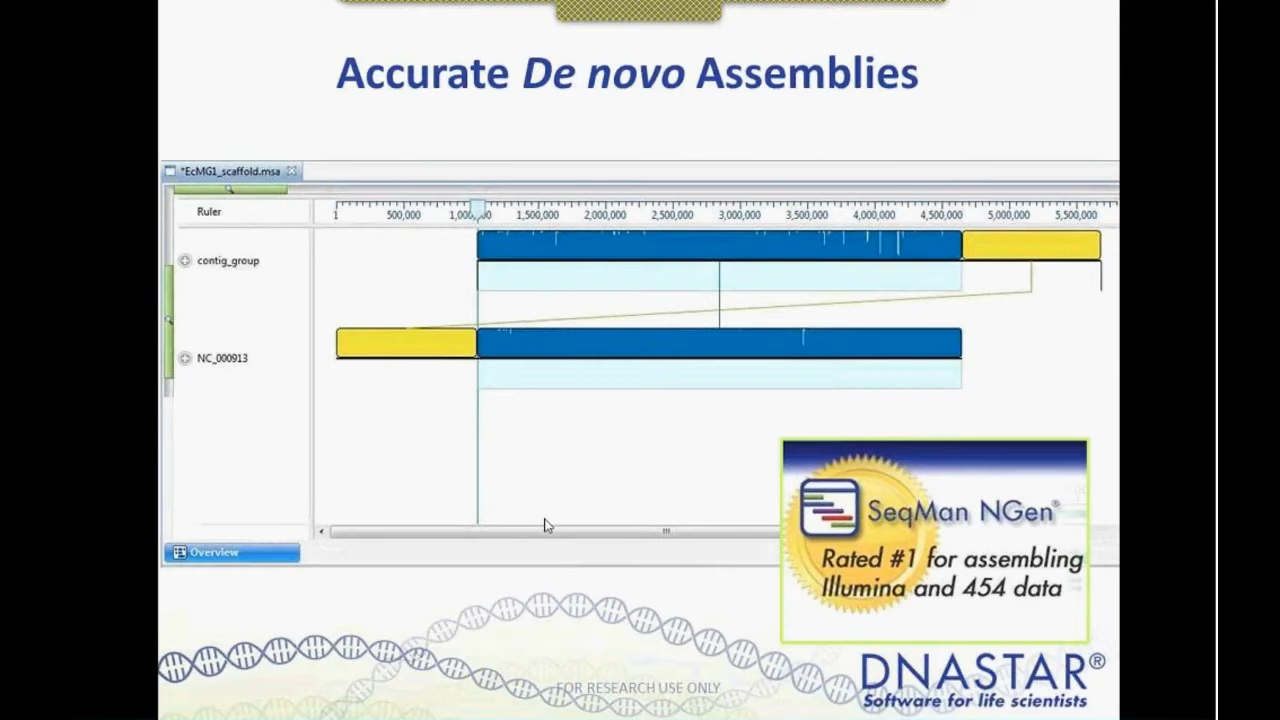 Accurate De novo Assemblies
*EcMG1_scaffold.msa
Ruler
1 500,000 1,000,000 1,500,000 2,000,000 2,500,000 3,000,000 3,500,000 4,000,000 4,500,000 5,000,000 5,500,000
contig_group
NC_000913
Overview
SeqMan NGen®
Rated #1 for assembling
Illumina and 454 data
DNASTAR®
Software for life scientists
FOR RESEARCH USE ONLY